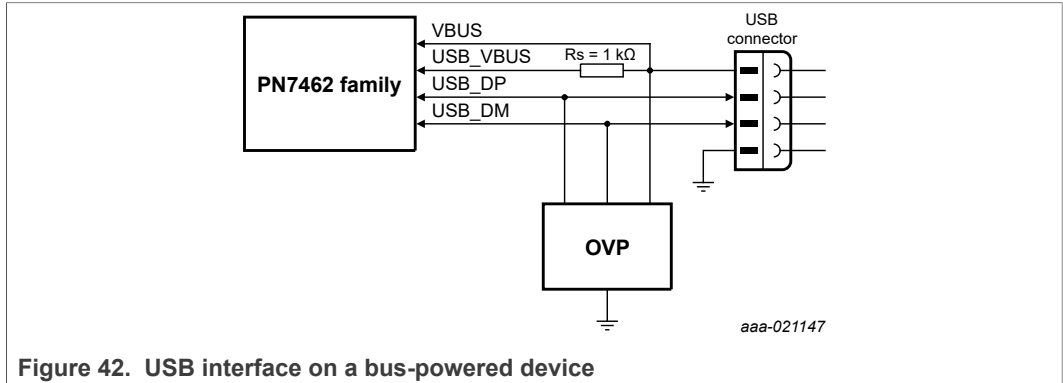 USB
connector
VBUS
USB_VBUS
Rs = 1 kΩ
USB_DP
USB_DM
PN7462 family
OVP
aaa-021147
Figure 42. USB interface on a bus-powered device